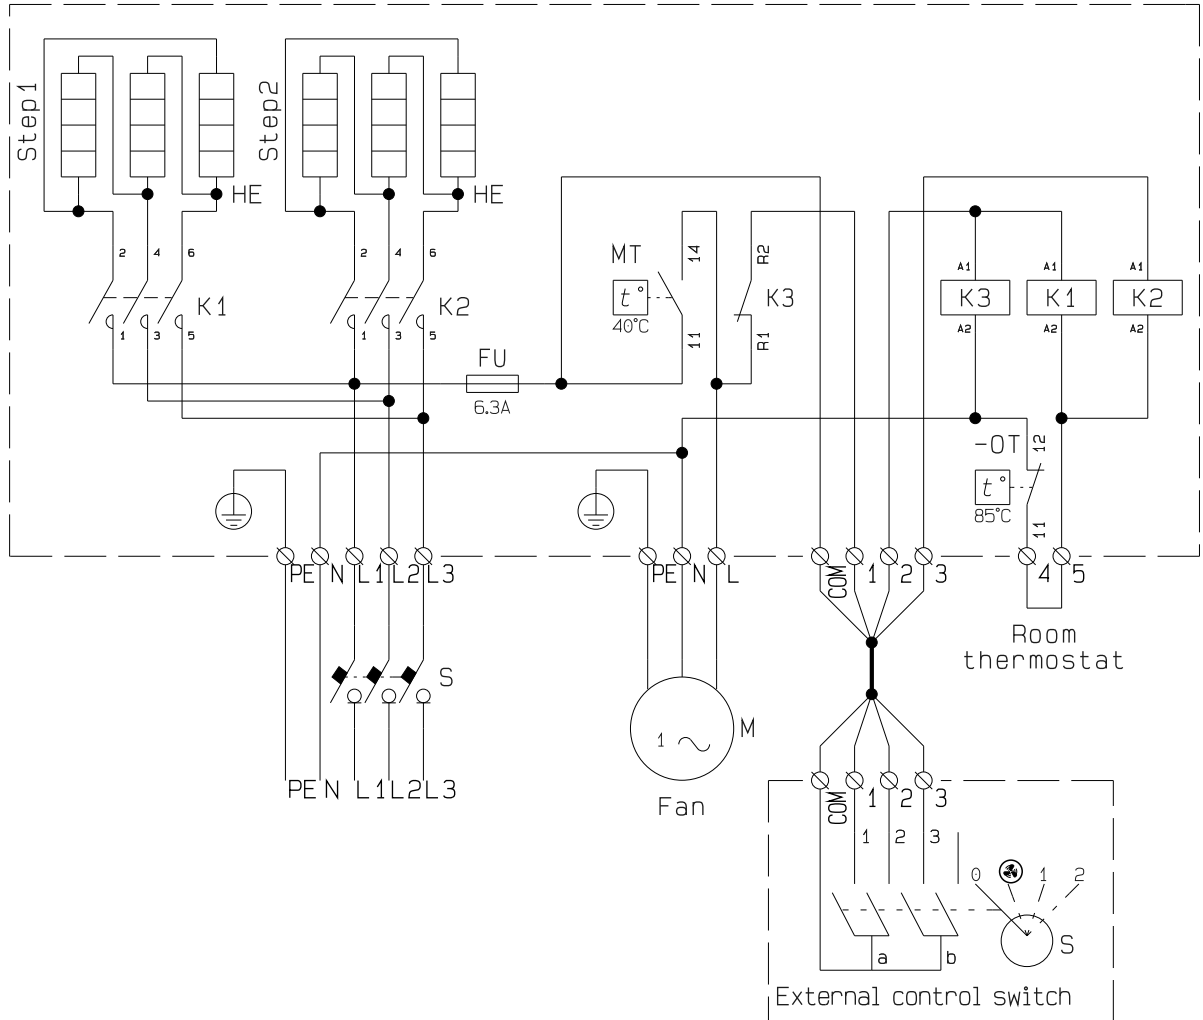 Step1
Step2
HE
HE
2 4 6
2 4 6
MT
14
R2
A1 A1 A1
t°
K3
K3 K1 K2
K1
K2
40°C
1 3 5
1 3 5
11
R1
A2 A2 A2
FU
6.3A
-OT
12
t°
85°C
11
PE N L1 L2 L3
PE N L
COM 1 2 3
4 5
Room
thermostat
S
M
1
PE N L1 L2 L3
Fan
COM 1 2 3
1 2 3
0 1 2
S
a b
External control switch